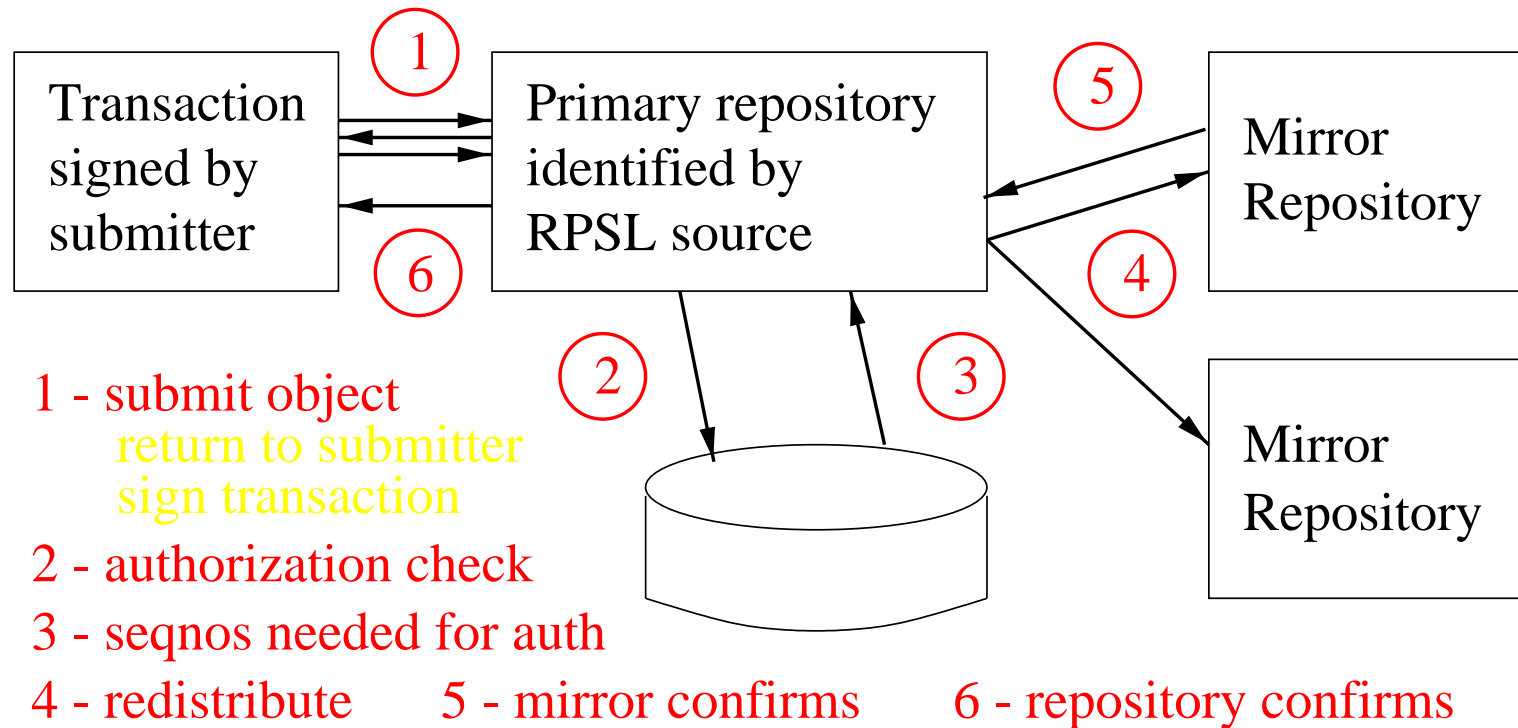 1
Transaction
signed by
submitter
6
Primary repository
identified by
RPSL source
5
4
Mirror
Repository
2
3
Mirror
Repository
1 - submit object
return to submitter
sign transaction
2 - authorization check
3 - seqnos needed for auth
4 - redistribute 5 - mirror confirms 6 - repository confirms